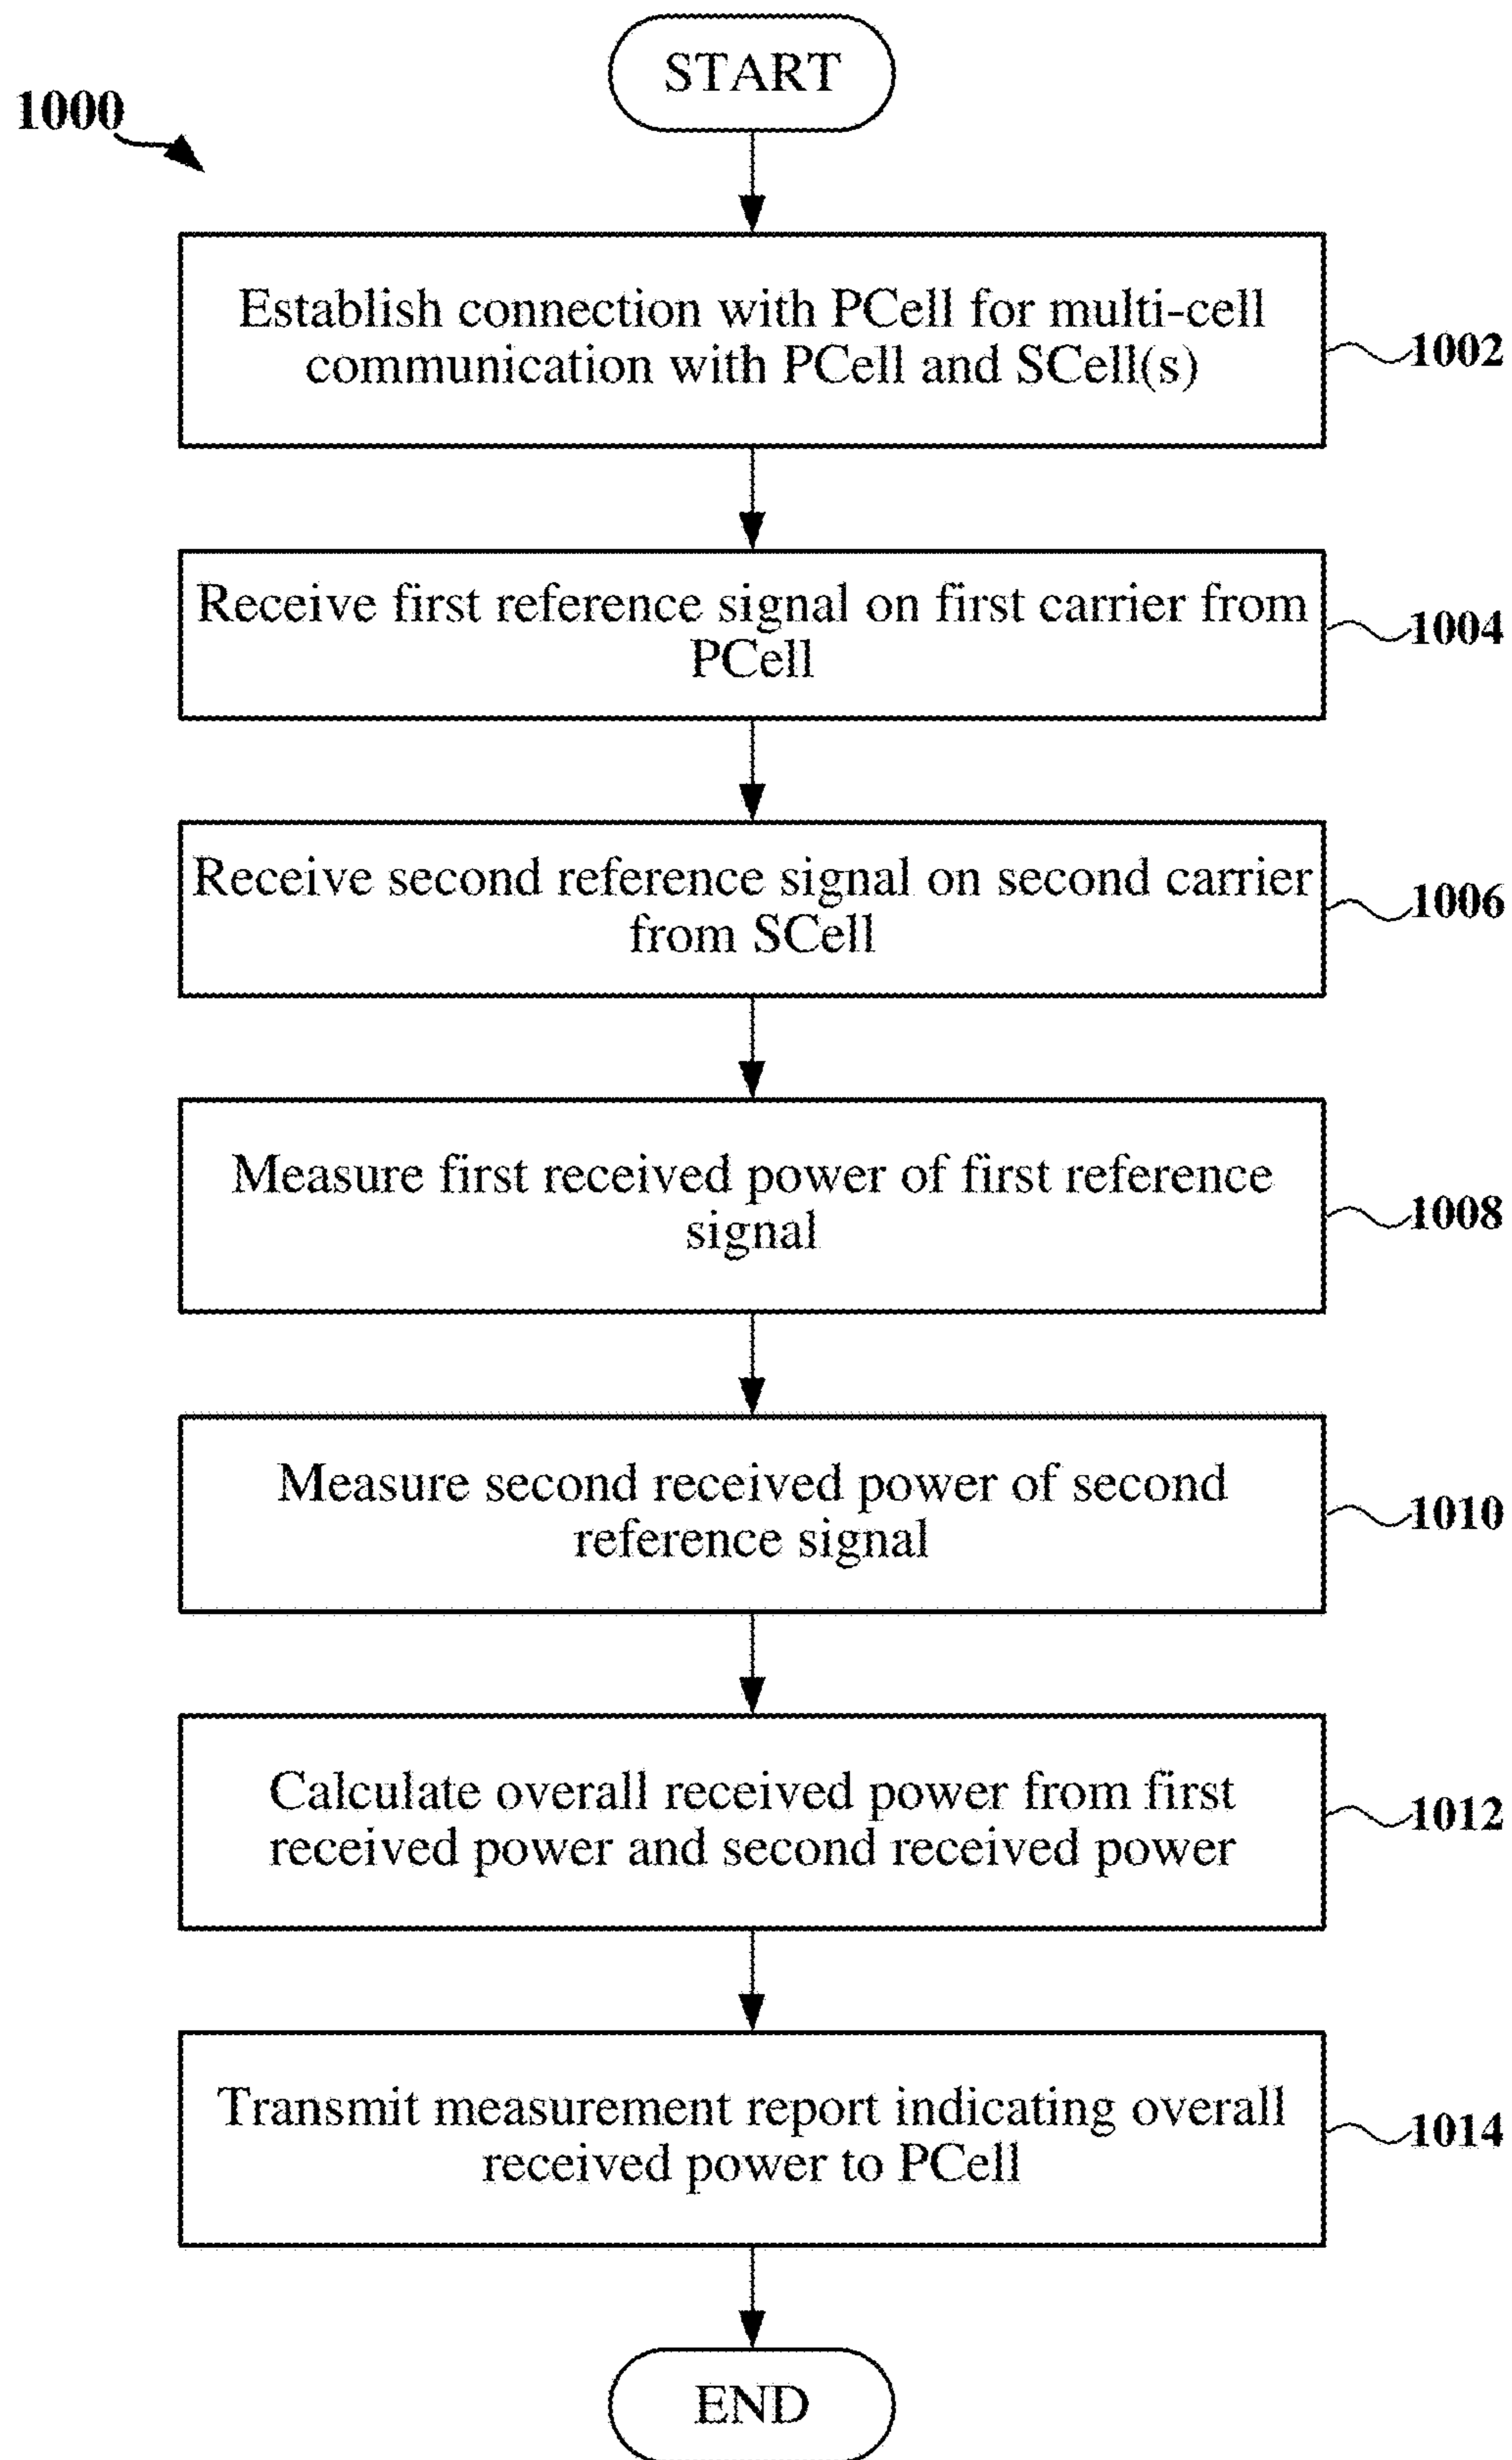 START
1000
Establish connection with PCell for multi-cell
communication with PCell and SCell(s)
1002
Receive first reference signal on first carrier from
PCell
1004
Receive second reference signal on second carrier
from SCell
1006
Measure first received power of first reference
signal
1008
Measure second received power of second
reference signal
1010
Calculate overall received power from first
received power and second received power
1012
Transmit measurement report indicating overall
received power to PCell
1014
END